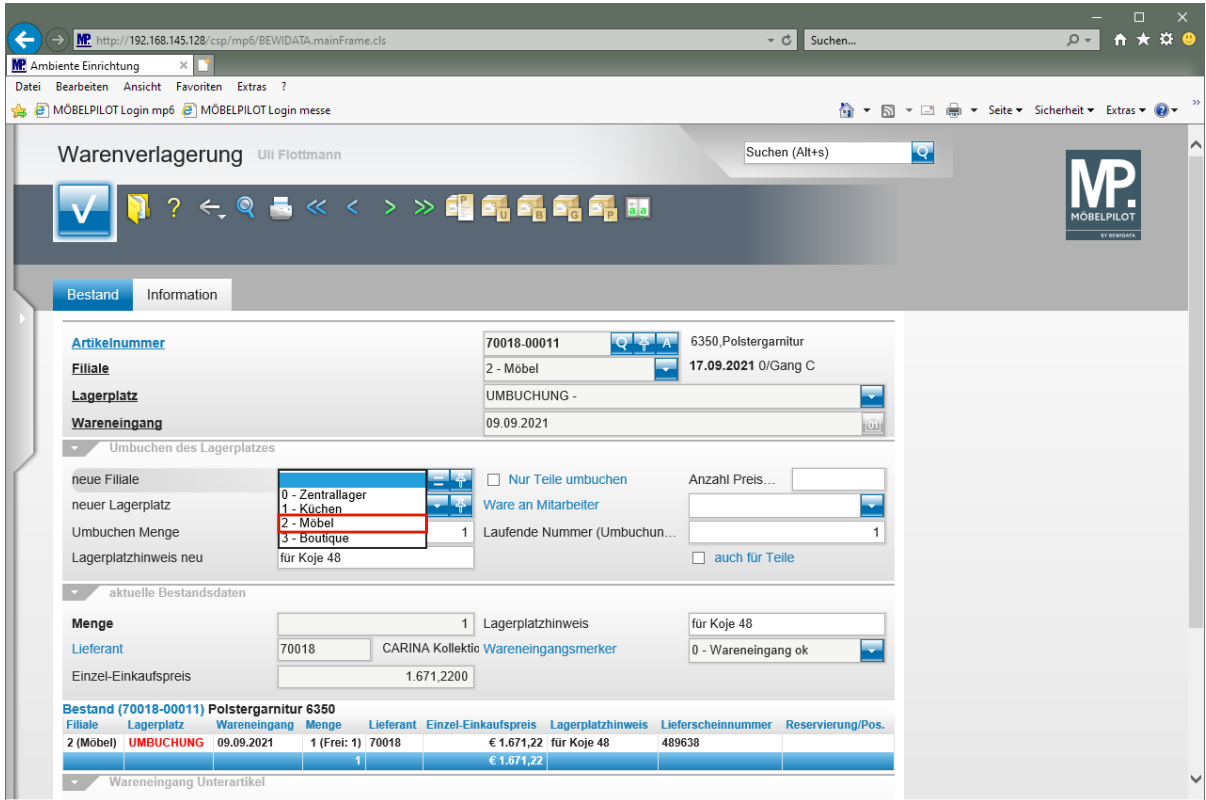 http://192.168.145.128/csp/mp6/BEWIDATA.mainFrame.cls
Suchen...
MP. Ambiente Einrichtung
Datei Bearbeiten Ansicht Favoriten Extras ?
MÖBELPILOT Login mp6 MÖBELPILOT Login messe
Seite Sicherheit Extras
Warenverlagerung Uli Flottmann
Suchen (Alt+s)
MP.
MÖBELPILOT
BY BEWIDATA
P U B G P a a
Bestand Information
Artikelnummer 70018-00011 A 6350,Polstergarnitur
Filiale 2 - Möbel 17.09.2021 0/Gang C
Lagerplatz UMBUCHUNG -
Wareneingang 09.09.2021 01
Umbuchen des Lagerplatzes
neue Filiale Nur Teile umbuchen Anzahl Preis...
0 - Zentrallager
1 - Küchen
2 - Möbel
3 - Boutique
neuer Lagerplatz Ware an Mitarbeiter
Umbuchen Menge 1 Laufende Nummer (Umbuchun... 1
Lagerplatzhinweis neu für Koje 48 auch für Teile
aktuelle Bestandsdaten
Menge 1 Lagerplatzhinweis für Koje 48
Lieferant 70018 CARINA Kollektio Wareneingangsmerker 0 - Wareneingang ok
Einzel-Einkaufspreis 1.671,2200
Bestand (70018-00011) Polstergarnitur 6350
Filiale Lagerplatz Wareneingang Menge Lieferant Einzel-Einkaufspreis Lagerplatzhinweis Lieferscheinnummer Reservierung/Pos.
2 (Möbel) UMBUCHUNG 09.09.2021 1 (Frei: 1) 70018 € 1.671,22 für Koje 48 489638
1 € 1.671,22
Wareneingang Unterartikel